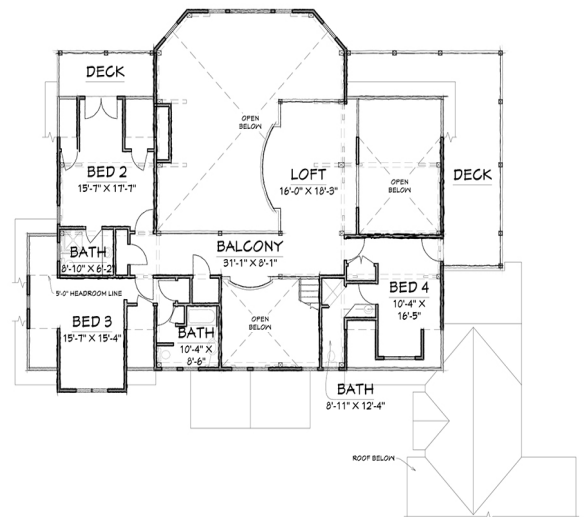 DECK
OPEN
BELOW
BED 2
15'-7" X 17'-7"
LOFT
16'-0" X 18'-3"
OPEN
BELOW
DECK
BATH
8'-10" X 6'-2"
BALCONY
31'-1" X 8'-1"
5'-0" HEADROOM LINE
BED 4
10'-4" X
16'-5"
BED 3
15'-7" X 15'-4"
BATH
10'-4" X
8'-6"
OPEN
BELOW
BATH
8'-11" X 12'-4"
ROOF BELOW